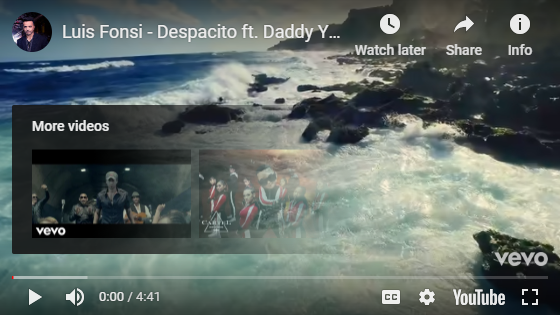 Luis Fonsi - Despacito ft. Daddy Y...
Watch later
Share
Info
More videos
vevo
CARTEL
vevo
0:00 / 4:41
CC
YouTube